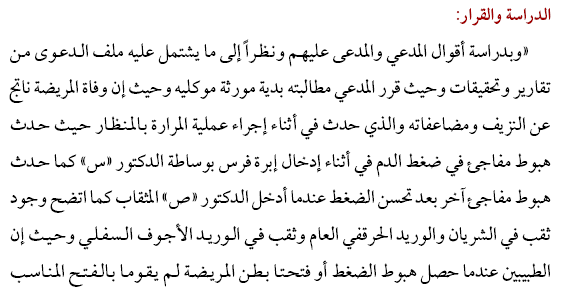 الدراسة والقرار:
«وبدراسة أقوال المدعي والمدعى عليهم ونظراً إلى ما يشتمل عليه ملف الدعوى من
تقارير وتحقيقات وحيث قرر المدعي مطالبته بدية مورثة موكليه وحيث إن وفاة المريضة ناتج
عن النزيف ومضاعفاته والذي حدث في أثناء إجراء عملية المرارة بالمنظار حيث حدث
هبوط مفاجئ في ضغط الدم في أثناء إدخال إبرة فرس بوساطة الدكتور «س» كما حدث
هبوط مفاجئ آخر بعد تحسن الضغط عندما أدخل الدكتور «ص» المثقاب كما اتضح وجود
ثقب في الشريان والوريد الحرقفي العام وثقب في الوريد الأجوف السفلي وحيث إن
الطبيبين عندما حصل هبوط الضغط أو فتحتا بطن المريضة لم يقوما بالفتح المناسب